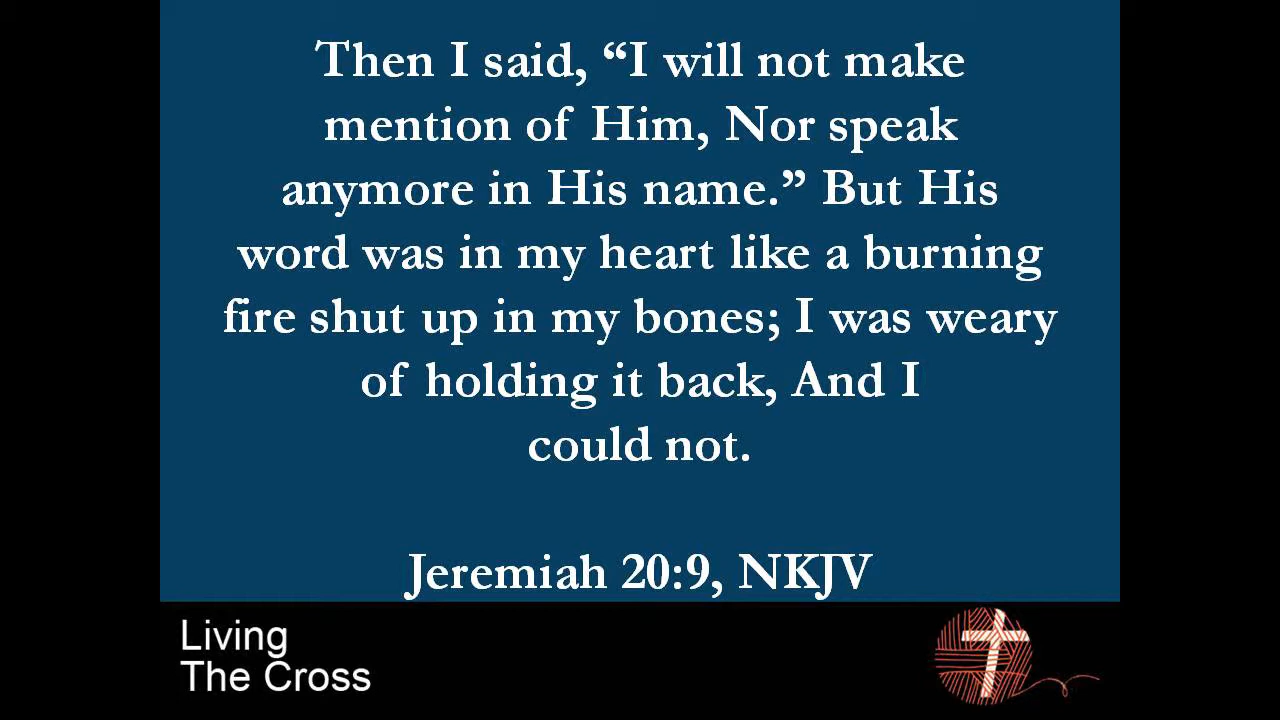 Then I said, “I will not make
mention of Him, Nor speak
anymore in His name.” But His
word was in my heart like a burning
fire shut up in my bones; I was weary
of holding it back, And I
could not.
Jeremiah 20:9, NKJV
Living
The Cross